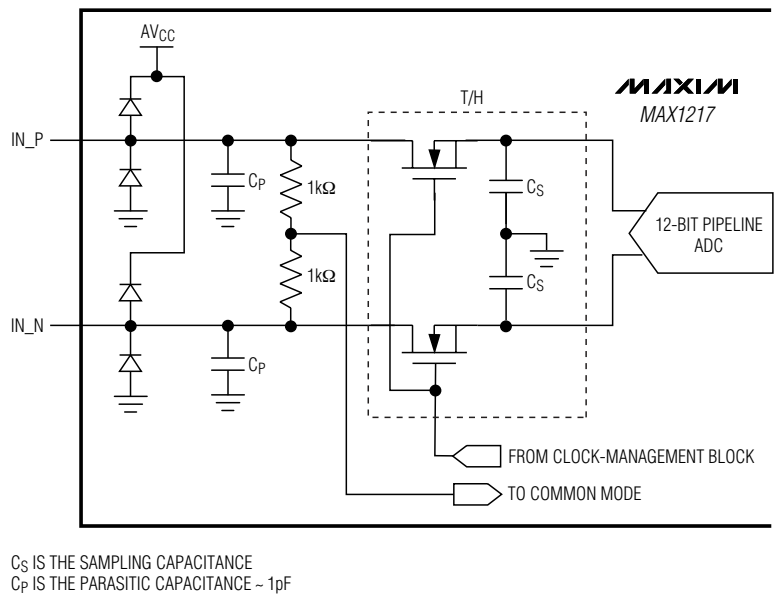 AVCC
T/H
MAXIM
MAX1217
IN_P
CP
1kΩ
CS
12-BIT PIPELINE
ADC
1kΩ
CS
IN_N
CP
FROM CLOCK-MANAGEMENT BLOCK
TO COMMON MODE
CS IS THE SAMPLING CAPACITANCE
CP IS THE PARASITIC CAPACITANCE ~ 1pF